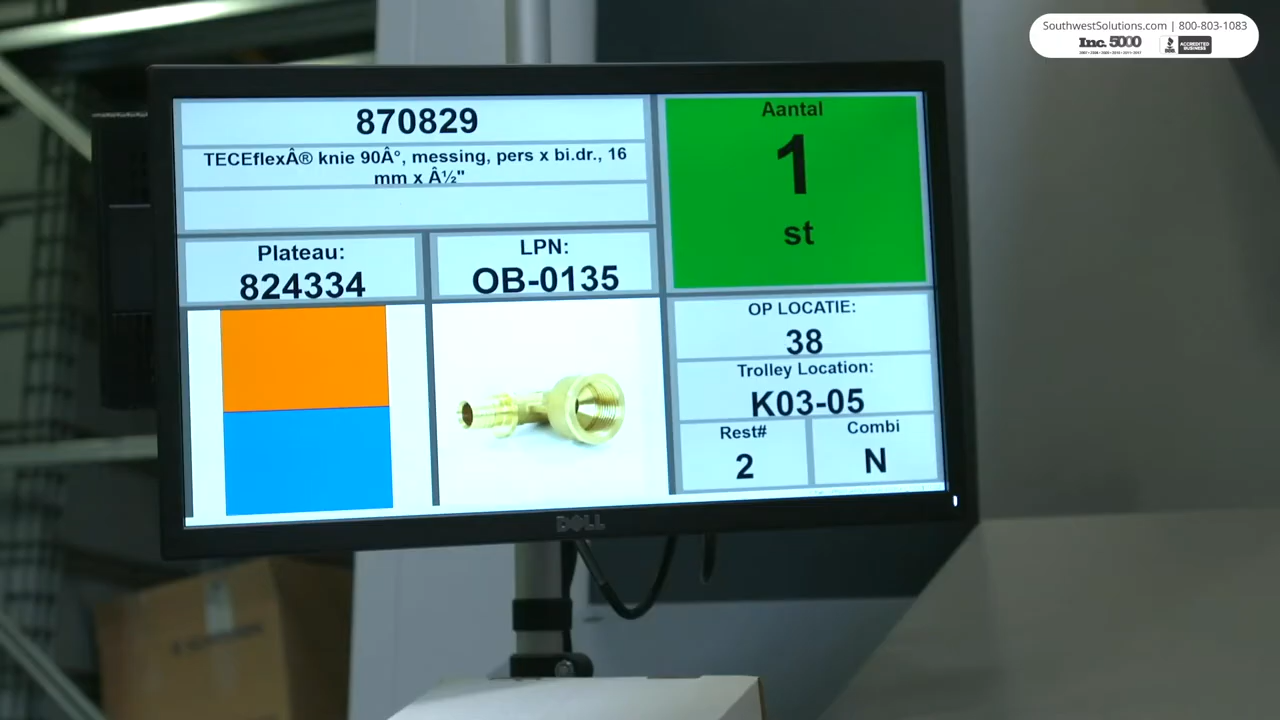 SouthwestSolutions.com | 800-803-1083
Inc. 5000
BBB
ACCREDITED
BUSINESS
870829
TECEflexÂ® knie 90Â°, messing, pers x bi.dr., 16
mm x Â½"
Aantal
1
st
Plateau:
824334
LPN:
OB-0135
OP LOCATIE:
38
Trolley Location:
K03-05
Rest#
2
Combi
N
DELL